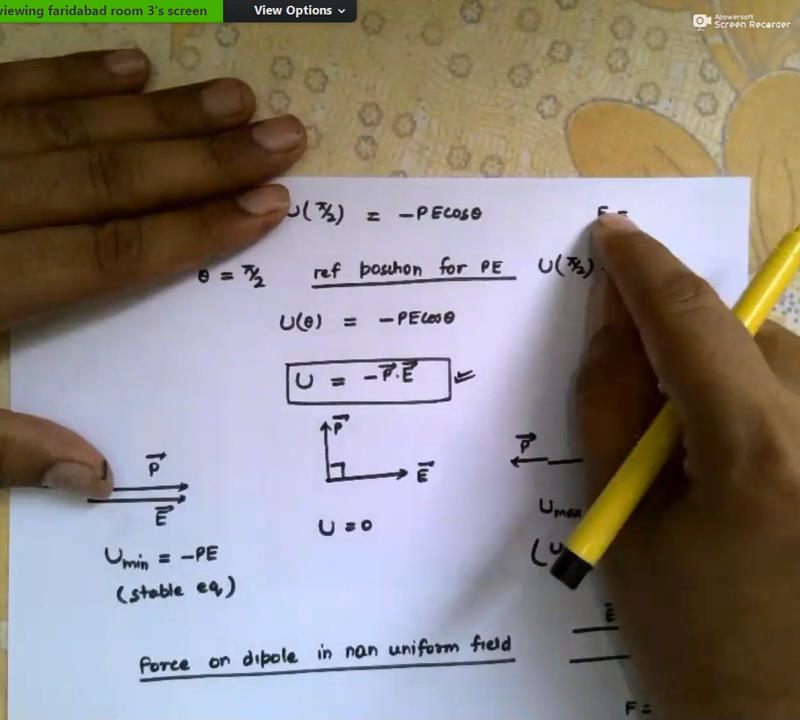 viewing faridabad room 3's screen
View Options
Apowersoft
Screen Recorder
U(π/2) = -PEcosθ
F =
θ = π/2 ref position for PE U(π/2)
U(θ) = -PEcosθ
U = -P⃗.E⃗
P⃗
P⃗
E⃗
P⃗
E⃗
U = 0
Umax
Umin = -PE
(stable eq)
(U
E⃗
Force on dipole in nan uniform field
F =